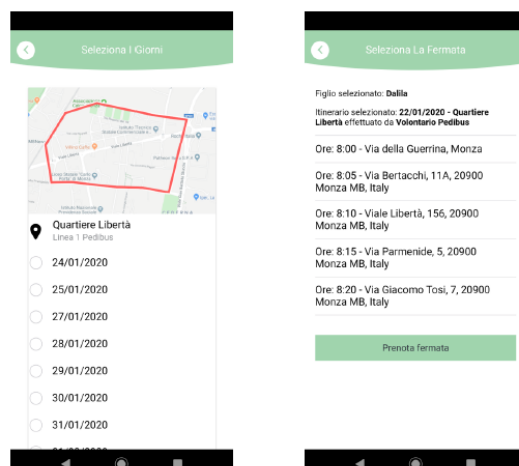 Seleziona I Giorni
Quartiere Libertà
Linea 1 Pedibus
24/01/2020
25/01/2020
27/01/2020
28/01/2020
29/01/2020
30/01/2020
31/01/2020
Seleziona La Fermata
Figlio selezionato: Dalila
Itinerario selezionato: 22/01/2020 - Quartiere
Libertà effettuato da Volontario Pedibus
Ore: 8:00 - Via della Guerrina, Monza
Ore: 8:05 - Via Bertacchi, 11A, 20900
Monza MB, Italy
Ore: 8:10 - Viale Libertà, 156, 20900
Monza MB, Italy
Ore: 8:15 - Via Parmenide, 5, 20900
Monza MB, Italy
Ore: 8:20 - Via Giacomo Tosi, 7, 20900
Monza MB, Italy
Prenota fermata